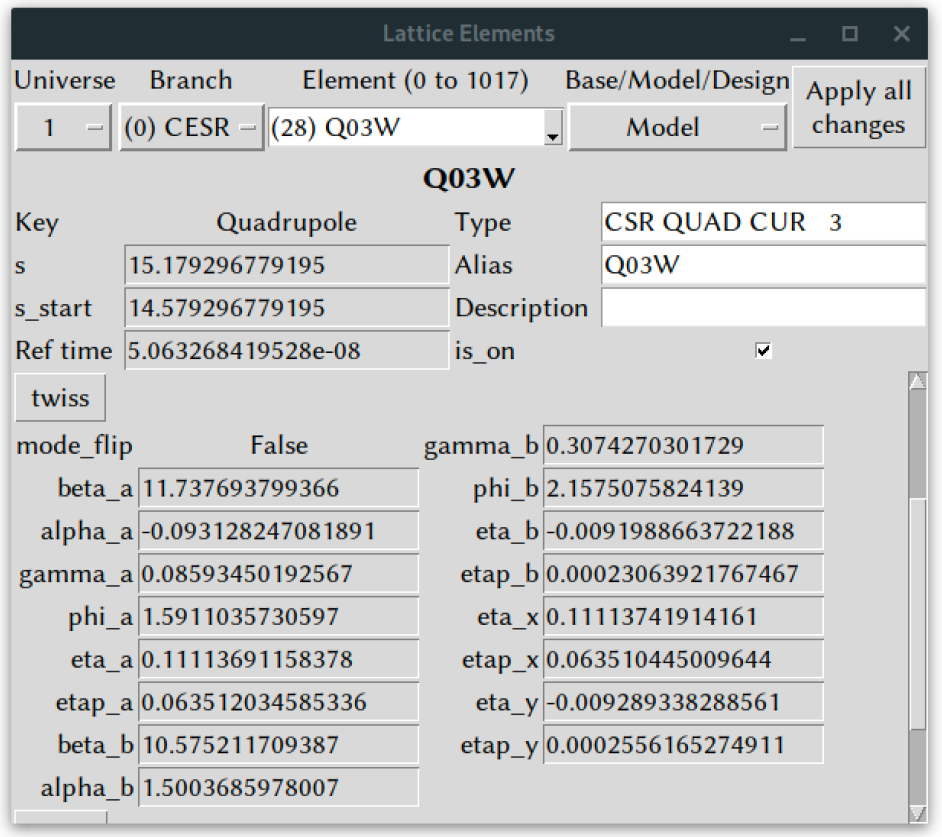 Lattice Elements
Universe Branch Element (0 to 1017) Base/Model/Design Apply all changes
1 (0) CESR (28) Q03W Model
Q03W
Key Quadrupole Type CSR QUAD CUR   3
s 15.179296779195 Alias Q03W
s_start 14.579296779195 Description
Ref time 5.063268419528e-08 is_on
twiss
mode_flip False gamma_b 0.3074270301729
beta_a 11.737693799366 phi_b 2.1575075824139
alpha_a -0.093128247081891 eta_b -0.0091988663722188
gamma_a 0.08593450192567 etap_b 0.00023063921767467
phi_a 1.5911035730597 eta_x 0.11113741914161
eta_a 0.11113691158378 etap_x 0.063510445009644
etap_a 0.063512034585336 eta_y -0.009289338288561
beta_b 10.575211709387 etap_y 0.0002556165274911
alpha_b 1.5003685978007